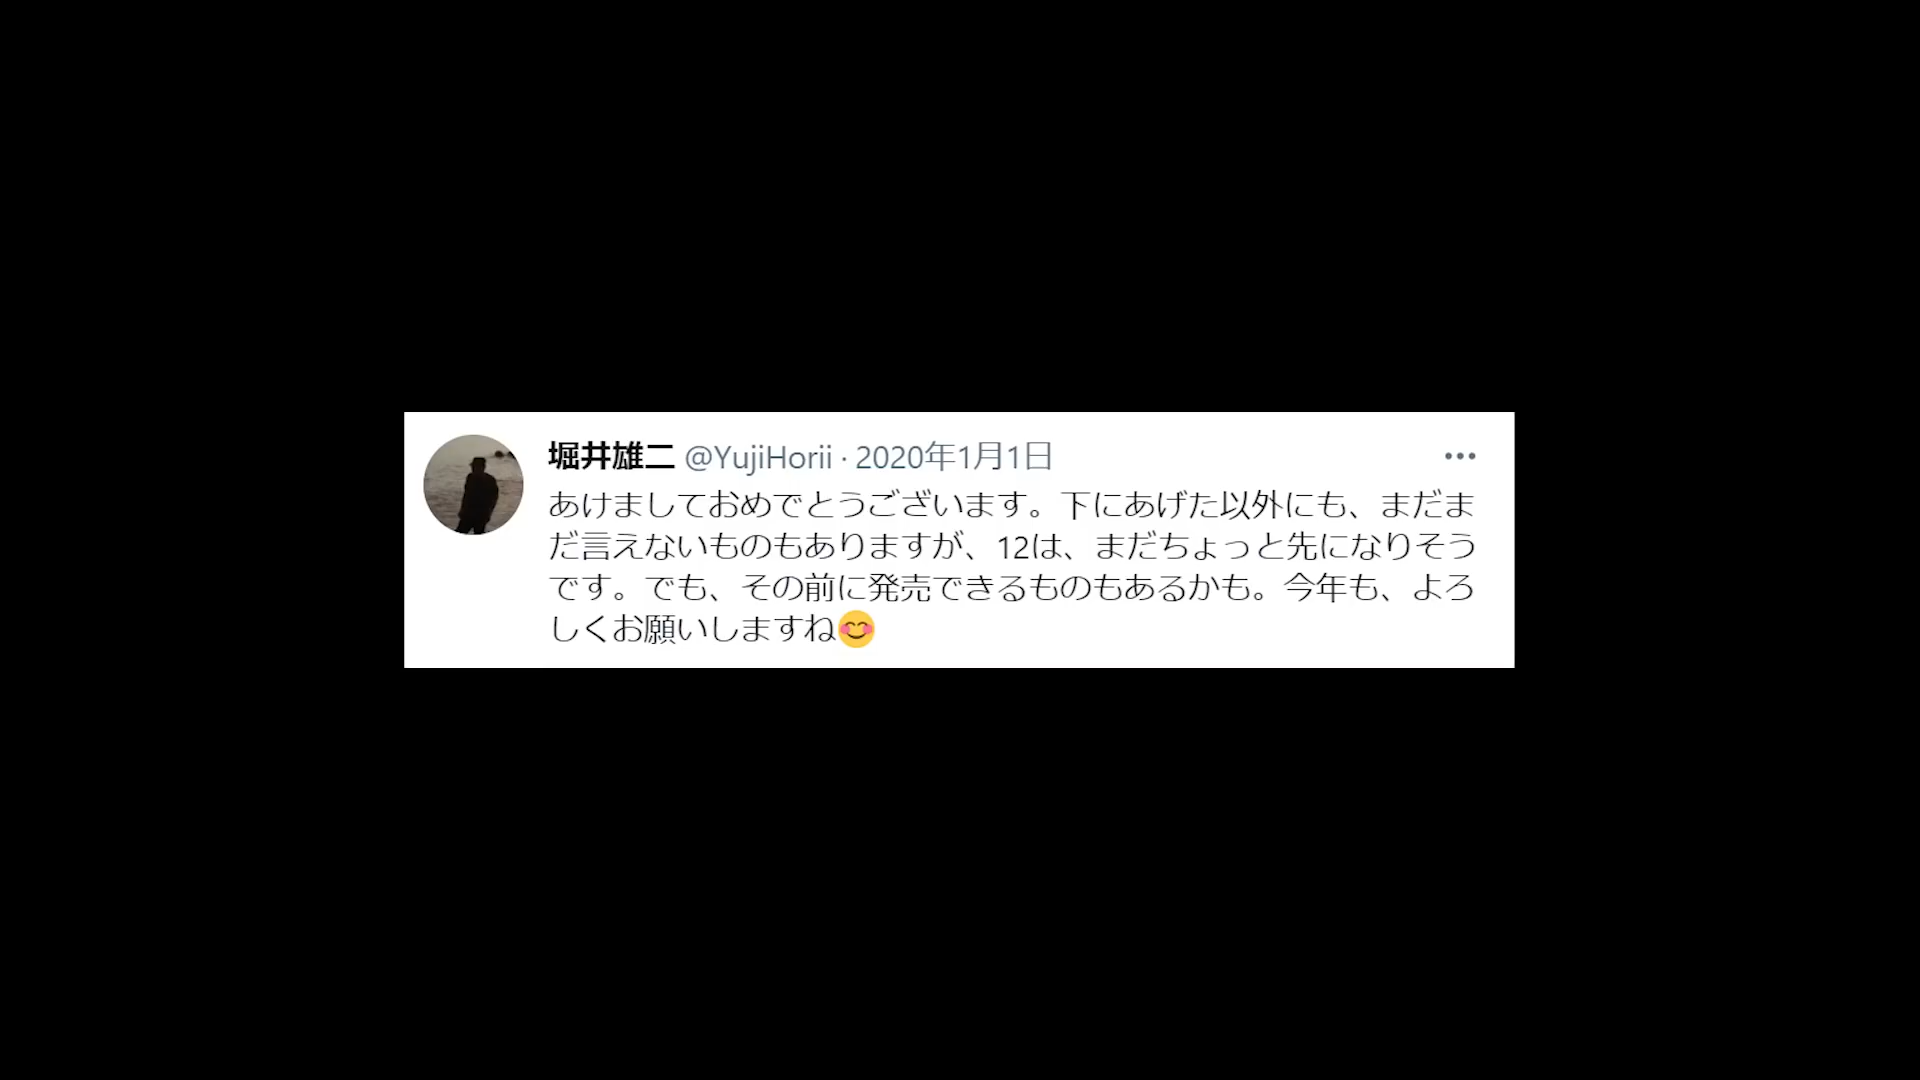 堀井雄二 @YujiHorii · 2020年1月1日
あけましておめでとうございます。下にあげた以外にも、まだま
だ言えないものもありますが、12は、まだちょっと先になりそう
です。でも、その前に発売できるものもあるかも。今年も、よろ
しくお願いしますね😊